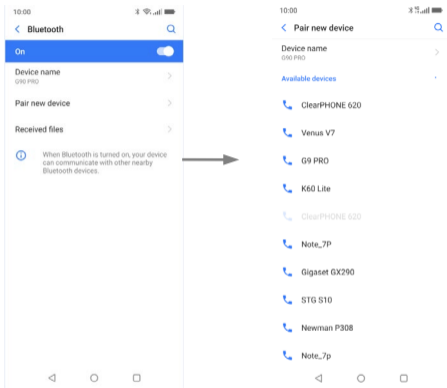 10:00
Bluetooth
On
Device name
G90 PRO
Pair new device
Received files
When Bluetooth is turned on, your device
can communicate with other nearby
Bluetooth devices.
10:00
Pair new device
Device name
G90 PRO
Available devices
ClearPHONE 620
Venus V7
G9 PRO
K60 Lite
ClearPHONE 620
Note_7P
Gigaset GX290
STG S10
Newman P308
Note_7p